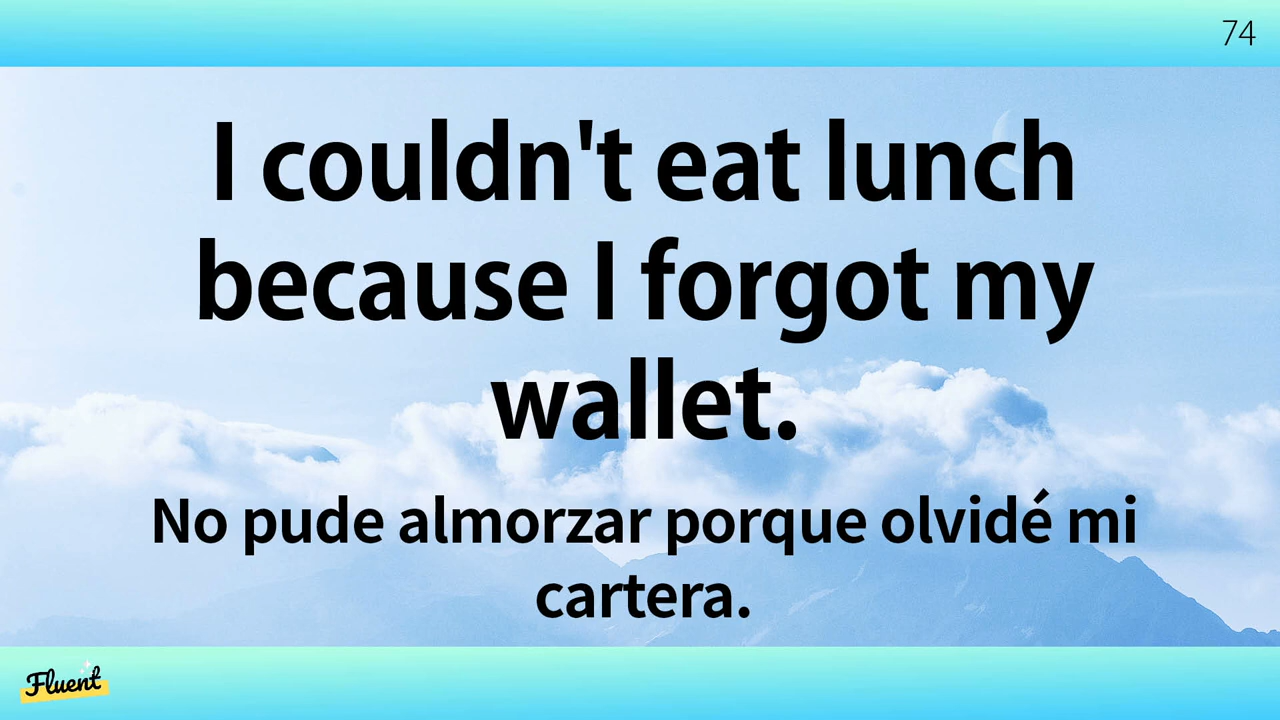 74
I couldn't eat lunch
because I forgot my
wallet.
No pude almorzar porque olvidé mi
cartera.
Fluent